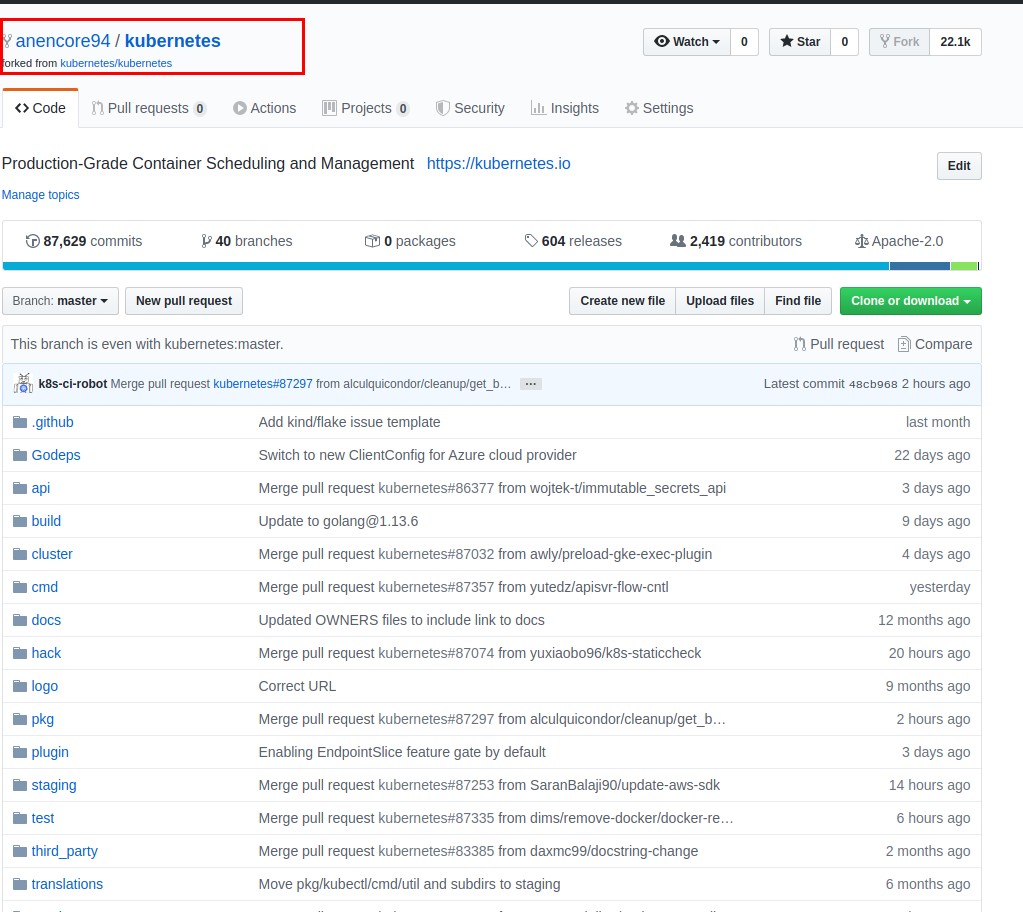 anencore94 / kubernetes
forked from kubernetes/kubernetes
Watch 0 Star 0 Fork 22.1k
Code Pull requests 0 Actions Projects 0 Security Insights Settings
Production-Grade Container Scheduling and Management https://kubernetes.io Edit
Manage topics
87,629 commits 40 branches 0 packages 604 releases 2,419 contributors Apache-2.0
Branch: master New pull request Create new file Upload files Find file Clone or download
This branch is even with kubernetes:master. Pull request Compare
k8s-ci-robot Merge pull request kubernetes#87297 from alculquicondor/cleanup/get_b… ... Latest commit 48cb968 2 hours ago
.github Add kind/flake issue template last month
Godeps Switch to new ClientConfig for Azure cloud provider 22 days ago
api Merge pull request kubernetes#86377 from wojtek-t/immutable_secrets_api 3 days ago
build Update to golang@1.13.6 9 days ago
cluster Merge pull request kubernetes#87032 from awly/preload-gke-exec-plugin 4 days ago
cmd Merge pull request kubernetes#87357 from yutedz/apisvr-flow-cntl yesterday
docs Updated OWNERS files to include link to docs 12 months ago
hack Merge pull request kubernetes#87074 from yuxiaobo96/k8s-staticcheck 20 hours ago
logo Correct URL 9 months ago
pkg Merge pull request kubernetes#87297 from alculquicondor/cleanup/get_b… 2 hours ago
plugin Enabling EndpointSlice feature gate by default 3 days ago
staging Merge pull request kubernetes#87253 from SaranBalaji90/update-aws-sdk 14 hours ago
test Merge pull request kubernetes#87335 from dims/remove-docker/docker-re… 6 hours ago
third_party Merge pull request kubernetes#83385 from daxmc99/docstring-change 2 months ago
translations Move pkg/kubectl/cmd/util and subdirs to staging 6 months ago